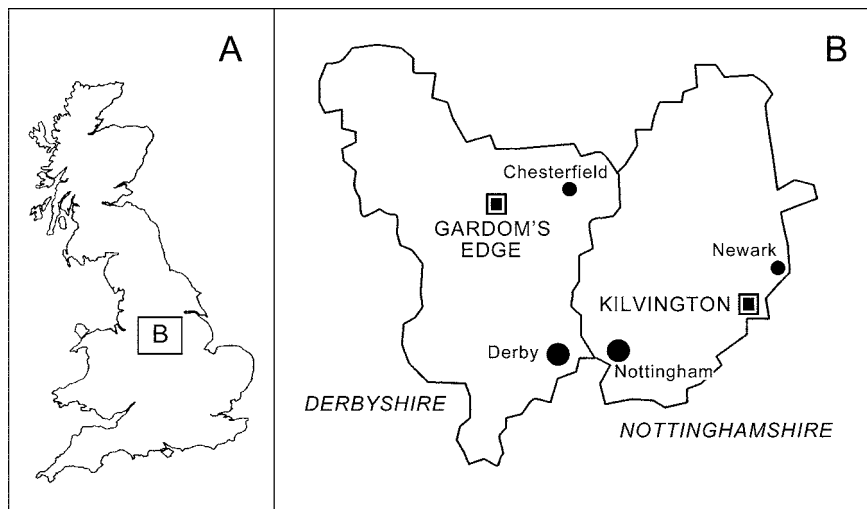 A
B
B
Chesterfield
GARDOM'S
EDGE
Newark
KILVINGTON
Derby
Nottingham
DERBYSHIRE
NOTTINGHAMSHIRE